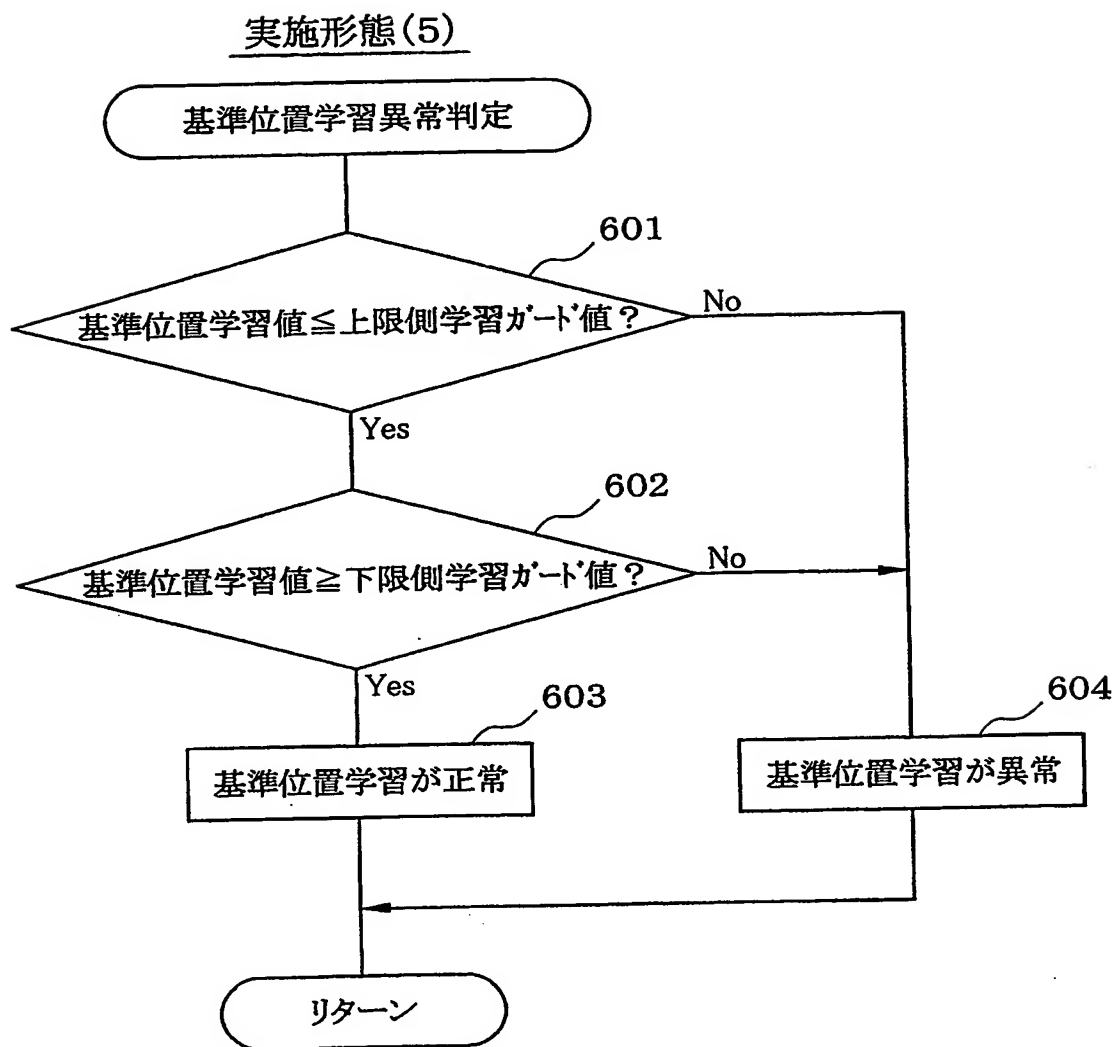 実施形態(5)
基準位置学習異常判定
601
基準位置学習値≦上限側学習ガード値?
No
Yes
602
基準位置学習値≧下限側学習ガード値?
No
Yes
603
604
基準位置学習が正常
基準位置学習が異常
リターン